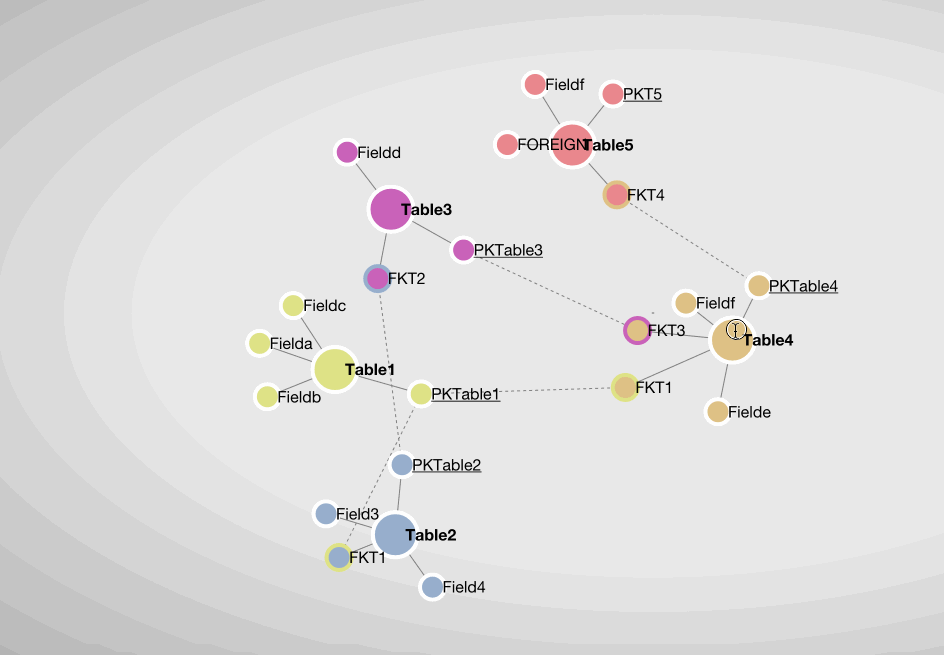 Fieldf
PKT5
FOREIGN
Table5
Fieldd
FKT4
Table3
PKTable3
FKT2
PKTable4
Fieldc
Fieldf
FKT3
Table4
Fielda
Table1
FKT1
Fieldb
PKTable1
Fielde
PKTable2
Field3
Table2
FKT1
Field4